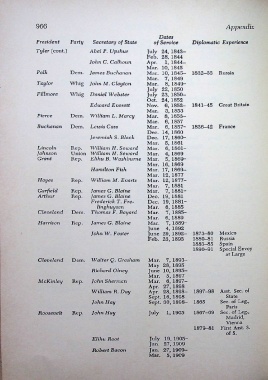 966 Appendix
Dates
President Party Secretary of State of Service Diplomatic Experience
Tyler (cont.) Abel P. Upshur July 24, 1843–
Feb. 28, 1844
John C. Calhoun Apr. 1, 1844–
Mar. 10, 1845
Polk Dem. James Buchanan Mar. 10, 1845– 1832–33 Russia
Mar. 7, 1849
Taylor Whig John M. Clayton Mar. 8, 1849–
July 22, 1850
Fillmore Whig Daniel Webster July 23, 1850–
Oct. 24, 1852
Edward Everett Nov. 6, 1852– 1841–45 Great Britain
Mar. 3, 1853
Pierce Dem. William L. Marcy Mar. 8, 1853–
Mar. 6, 1857
Buchanan Dem. Lewis Cass Mar. 6, 1857– 1836–42 France
Dec. 14, 1860
Jeremiah S. Black Dec. 17, 1860–
Mar. 5, 1861
Lincoln Rep. William H. Seward Mar. 6, 1861–
Johnson Union William H. Seward Mar. 4, 1869
Grant Rep. Elihu B. Washburne Mar. 5, 1869–
Mar. 16, 1869
Hamilton Fish Mar. 17, 1869–
Mar. 12, 1877
Hayes Rep. William M. Evarts Mar. 12, 1877–
Mar. 7, 1881
Garfield Rep. James G. Blaine Mar. 7, 1881–
Arthur Rep. James G. Blaine Dec. 19, 1881
Frederick T. Fre- Dec. 19, 1881–
linghuysen Mar. 6, 1885
Cleveland Dem. Thomas F. Bayard Mar. 7, 1885–
Mar. 6, 1889
Harrison Rep. James G. Blaine Mar. 7, 1889–
June 4, 1892
John W. Foster June 29, 1892– 1873–80 Mexico
Feb. 23, 1893 1880–81 Russia
1883–85 Spain
1890–91 Special Envoy
at Large
Cleveland Dem. Walter Q. Gresham Mar. 7, 1893–
May 28, 1895
Richard Olney June 10, 1895–
Mar. 5, 1897
McKinley Rep. John Sherman Mar. 6, 1897–
Apr. 27, 1898
William R. Day Apr. 28, 1898– 1897–98 Asst. Sec. of
Sept. 16, 1898 State
John Hay Sept. 30, 1898– 1865 Sec. of Leg.,
Paris
Roosevelt Rep. John Hay July 1, 1905 1867–69 Sec. of Leg.,
Madrid,
Vienna
1879–81 First Asst. S.
of S.
Elihu Root July 19, 1905–
Jan. 27, 1909
Robert Bacon Jan. 27, 1909–
Mar. 5, 1909